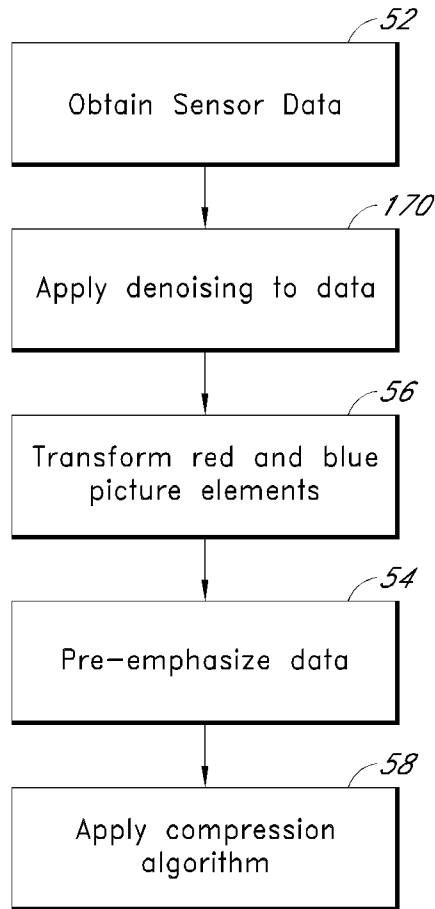 52
Obtain Sensor Data
170
Apply denoising to data
56
Transform red and blue
picture elements
54
Pre-emphasize data
58
Apply compression
algorithm